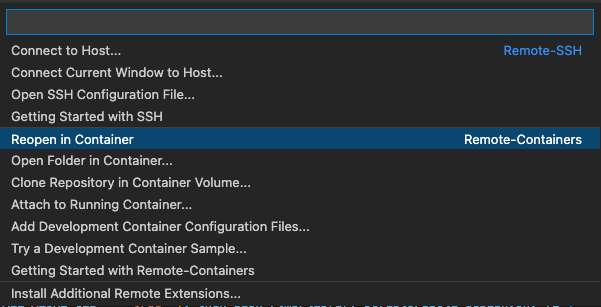 Connect to Host... Remote-SSH
Connect Current Window to Host...
Open SSH Configuration File...
Getting Started with SSH
Reopen in Container Remote-Containers
Open Folder in Container...
Clone Repository in Container Volume...
Attach to Running Container...
Add Development Container Configuration Files...
Try a Development Container Sample...
Getting Started with Remote-Containers
Install Additional Remote Extensions...